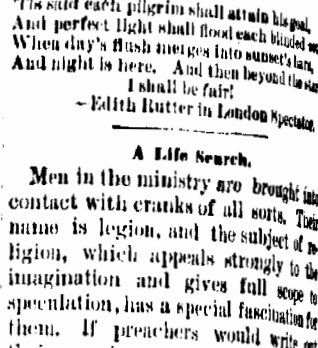 'Tis said each pilgrim shall attain his goal,
And perfect light shall flood each blinded
When day's flush merges into sunset's bars,
And night is here. And then beyond the stars
I shall be fair!
—Edith Rutter in London Spectator.
A Life Search.
Men in the ministry are brought into
contact with cranks of all sorts. Their
name is legion, and the subject of re-
ligion, which appeals strongly to the
imagination and gives full scope to
speculation, has a special fascination for
them. If preachers would write out